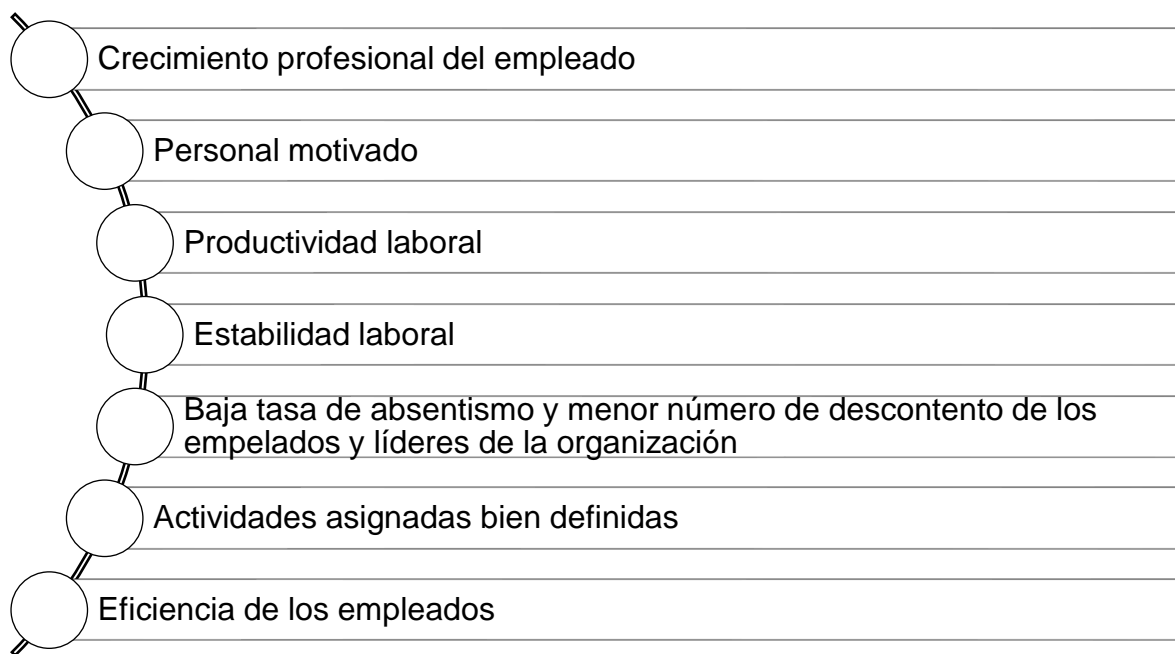 Crecimiento profesional del empleado
Personal motivado
Productividad laboral
Estabilidad laboral
Baja tasa de absentismo y menor número de descontento de los
empelados y líderes de la organización
Actividades asignadas bien definidas
Eficiencia de los empleados